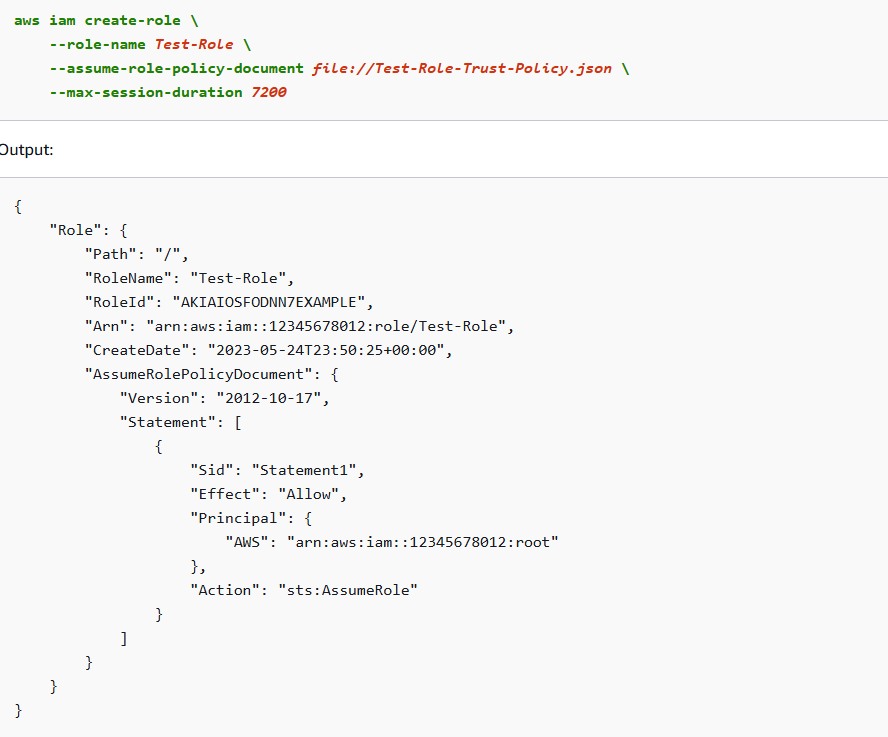 aws iam create-role \
    --role-name Test-Role \
    --assume-role-policy-document file://Test-Role-Trust-Policy.json \
    --max-session-duration 7200
Output:
{
    "Role": {
        "Path": "/",
        "RoleName": "Test-Role",
        "RoleId": "AKIAIOSFODNN7EXAMPLE",
        "Arn": "arn:aws:iam::12345678012:role/Test-Role",
        "CreateDate": "2023-05-24T23:50:25+00:00",
        "AssumeRolePolicyDocument": {
            "Version": "2012-10-17",
            "Statement": [
                {
                    "Sid": "Statement1",
                    "Effect": "Allow",
                    "Principal": {
                        "AWS": "arn:aws:iam::12345678012:root"
                    },
                    "Action": "sts:AssumeRole"
                }
            ]
        }
    }
}